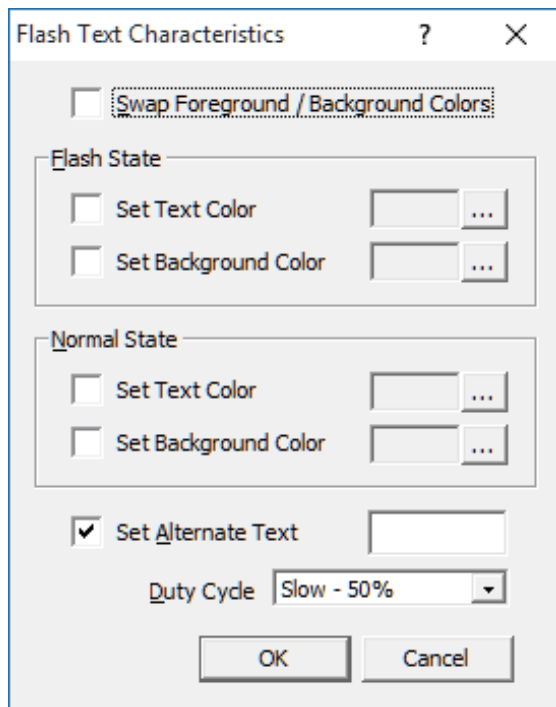 Flash Text Characteristics ?
Swap Foreground / Background Colors
Flash State
Set Text Color ...
Set Background Color ...
Normal State
Set Text Color ...
Set Background Color ...
Set Alternate Text
Duty Cycle Slow - 50%
OK Cancel